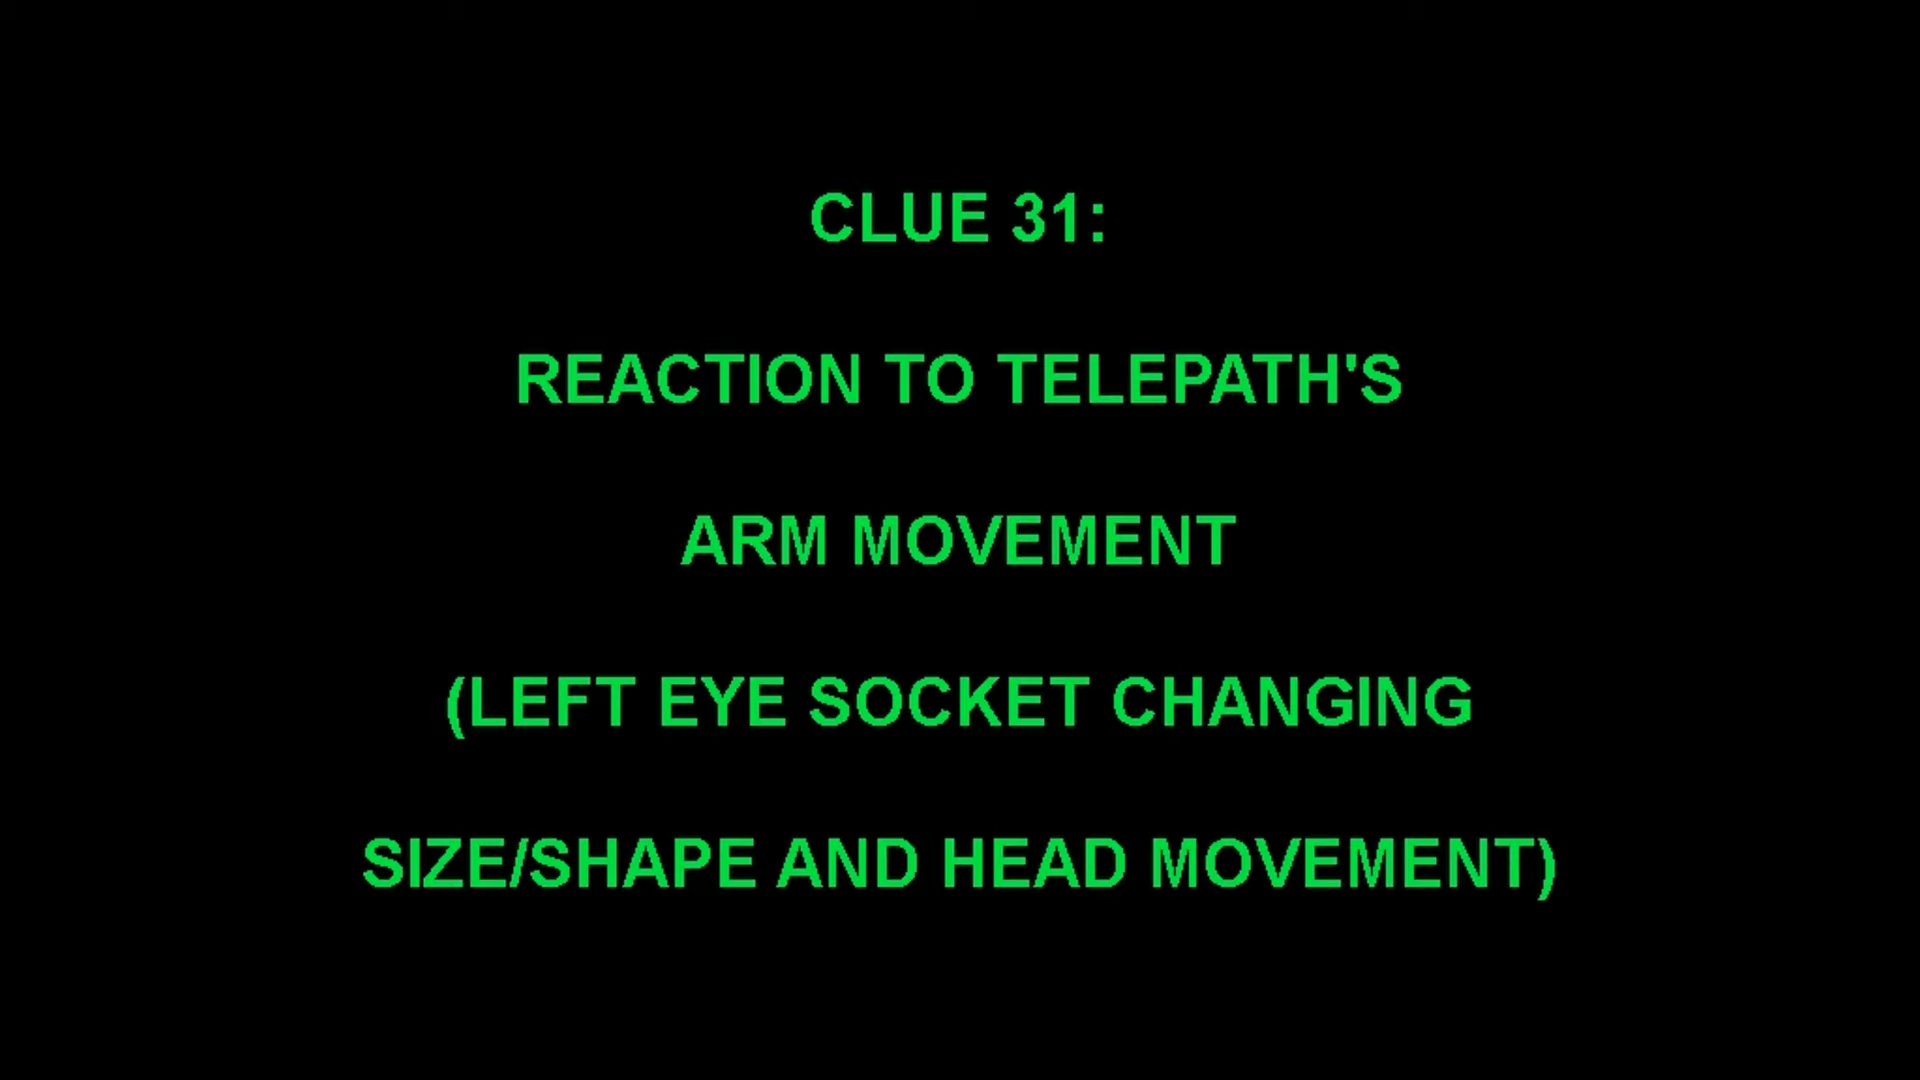 CLUE 31:
REACTION TO TELEPATH'S
ARM MOVEMENT
(LEFT EYE SOCKET CHANGING
SIZE/SHAPE AND HEAD MOVEMENT)